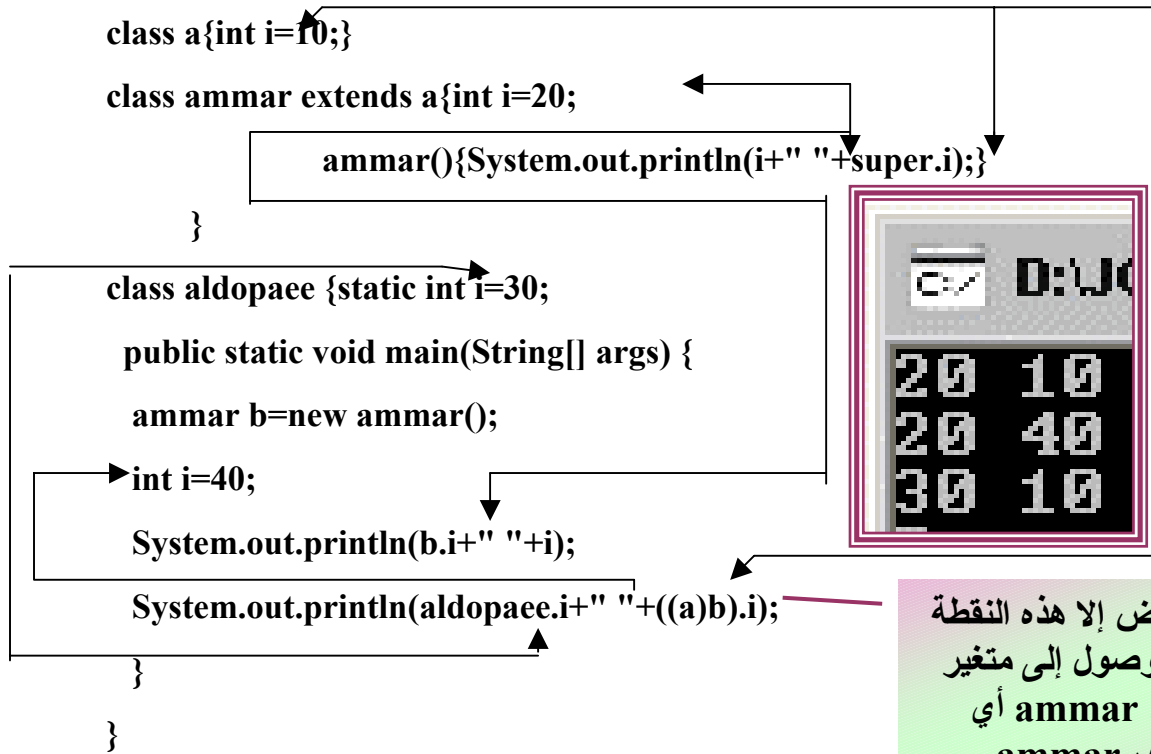 class a{int i=10;}
class ammar extends a{int i=20;
ammar(){System.out.println(i+" "+super.i);}
}
class aldopaee {static int i=30;
public static void main(String[] args) {
ammar b=new ammar();
int i=40;
System.out.println(b.i+" "+i);
System.out.println(aldopaee.i+" "+((a)b).i);
}
}
C:/ D:\
20 10
20 40
30 10
إلا هذه النقطة
إلى متغير
ammar أي
ammar